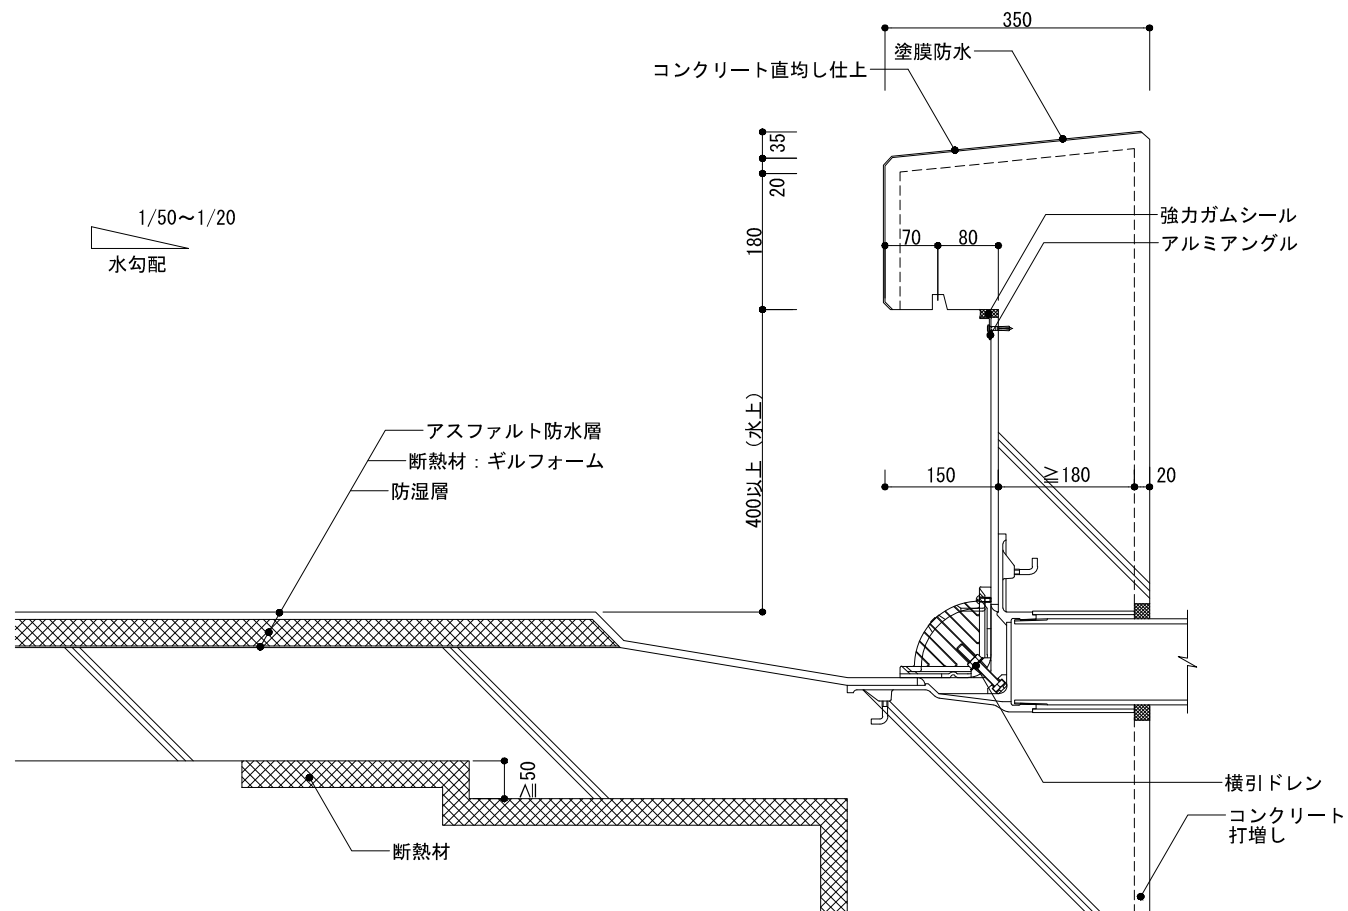 350
塗膜防水
コンクリート直均し仕上
35
20
180
1/50～1/20
水勾配
70
80
強力ガムシール
アルミアングル
400以上（水上）
アスファルト防水層
断熱材：ギルフォーム
防湿層
150
≧180
20
≧50
横引ドレン
コンクリート
打増し
断熱材